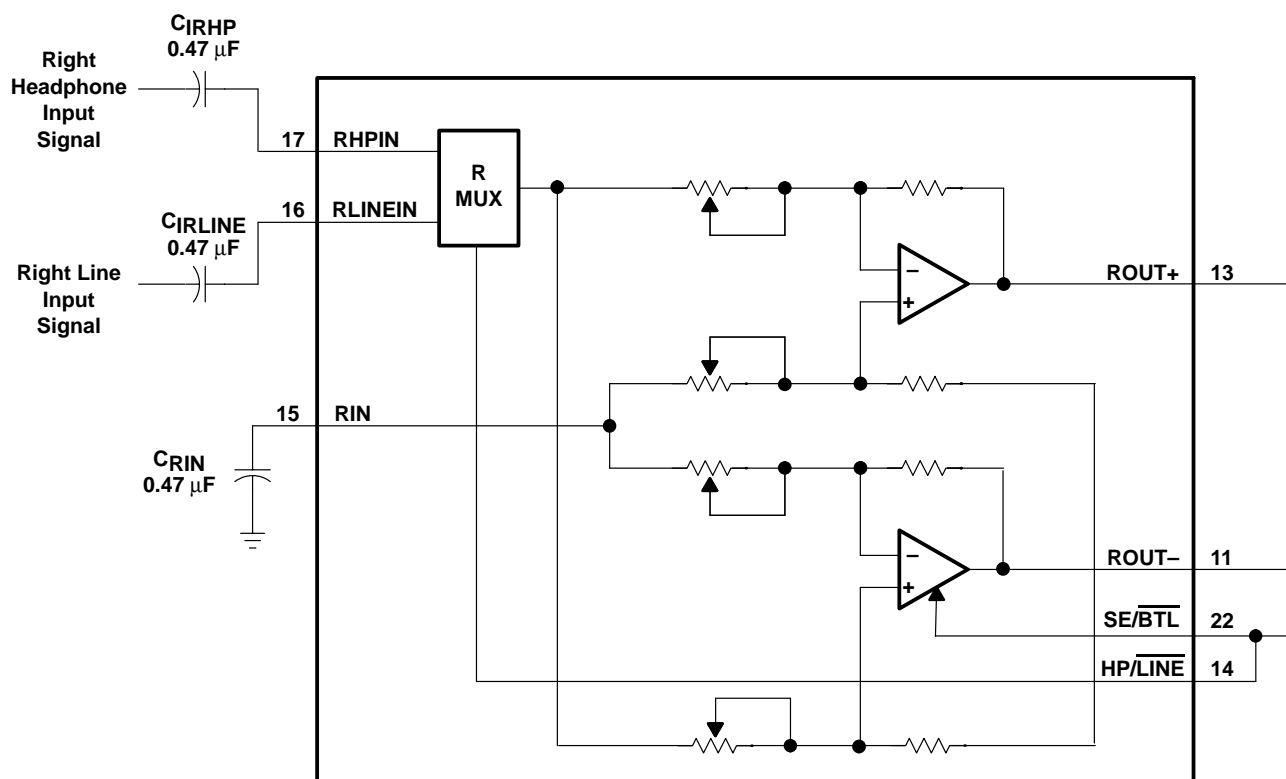 CIRHP
0.47 μF
Right
Headphone
Input
Signal
17 RHPIN
R
MUX
CIRLINE
0.47 μF
16 RLINEIN
Right Line
Input
Signal
−
+
ROUT+ 13
15 RIN
CRIN
0.47 μF
−
+
ROUT− 11
SE/BTL 22
HP/LINE 14